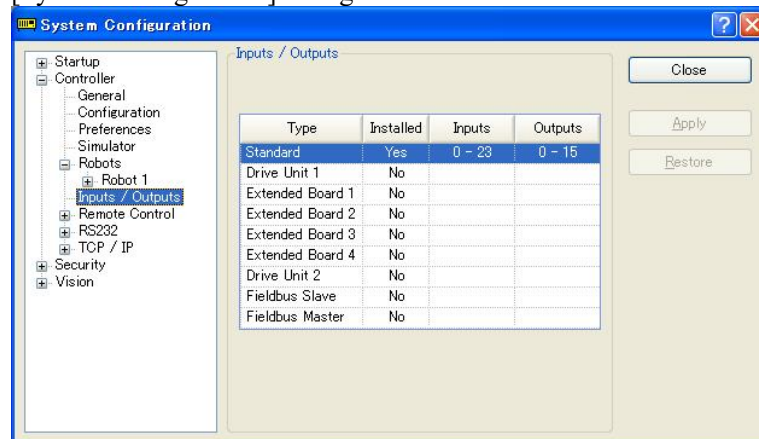 System Configuration
Startup
Controller
General
Configuration
Preferences
Simulator
Robots
Robot 1
Inputs / Outputs
Remote Control
RS232
TCP / IP
Security
Vision
Inputs / Outputs
Type Installed Inputs Outputs
Standard Yes 0 - 23 0 - 15
Drive Unit 1 No
Extended Board 1 No
Extended Board 2 No
Extended Board 3 No
Extended Board 4 No
Drive Unit 2 No
Fieldbus Slave No
Fieldbus Master No
Close
Apply
Restore